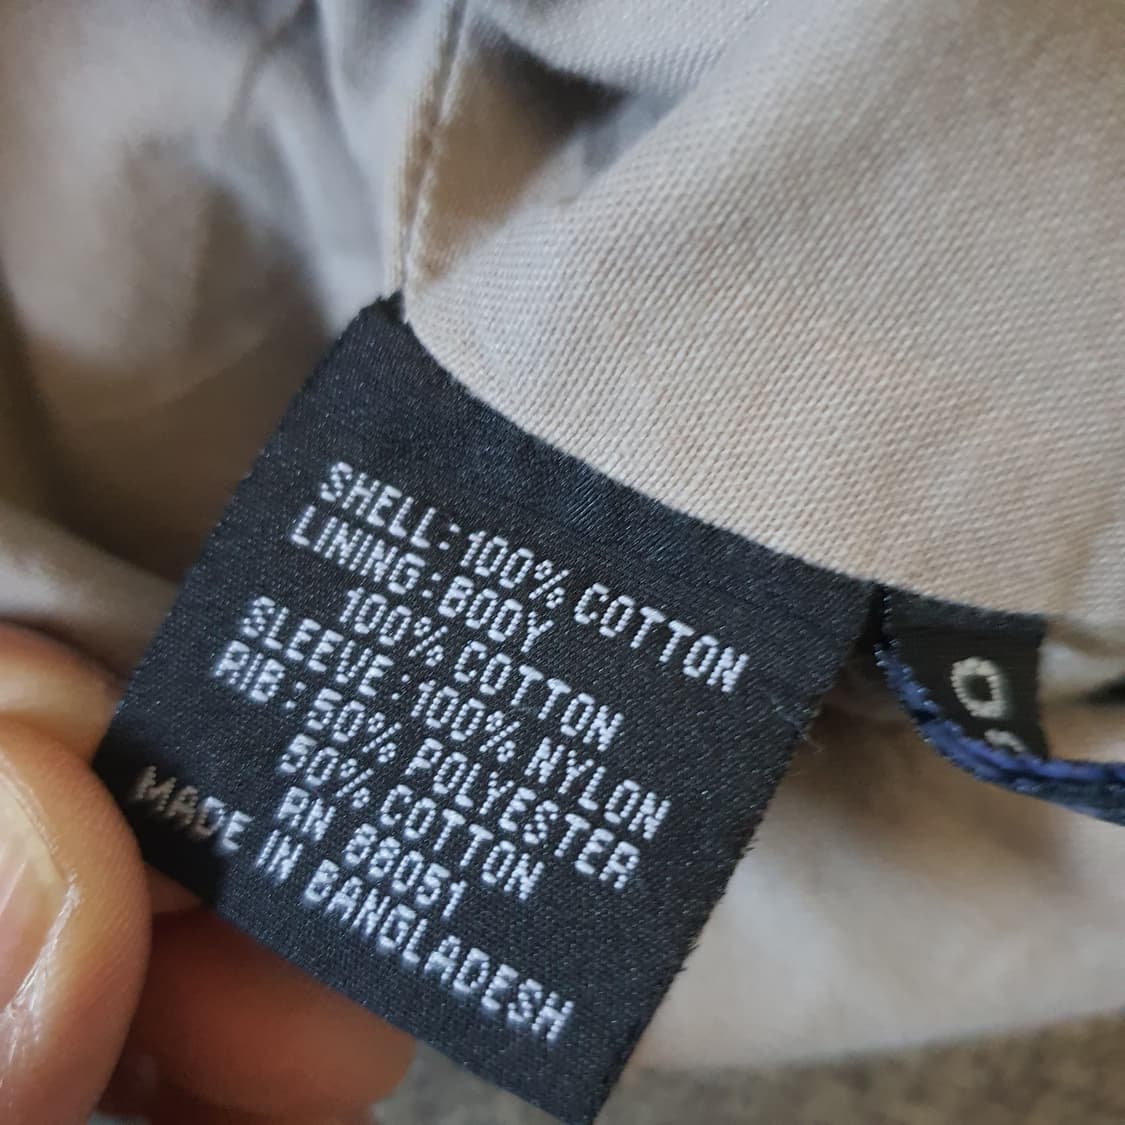 SHELL:100% COTTON
LINING:BODY
100% COTTON
SLEEVE:100% NYLON
RIB:50% POLYESTER
50% COTTON
RN 88051
MADE IN BANGLADESH